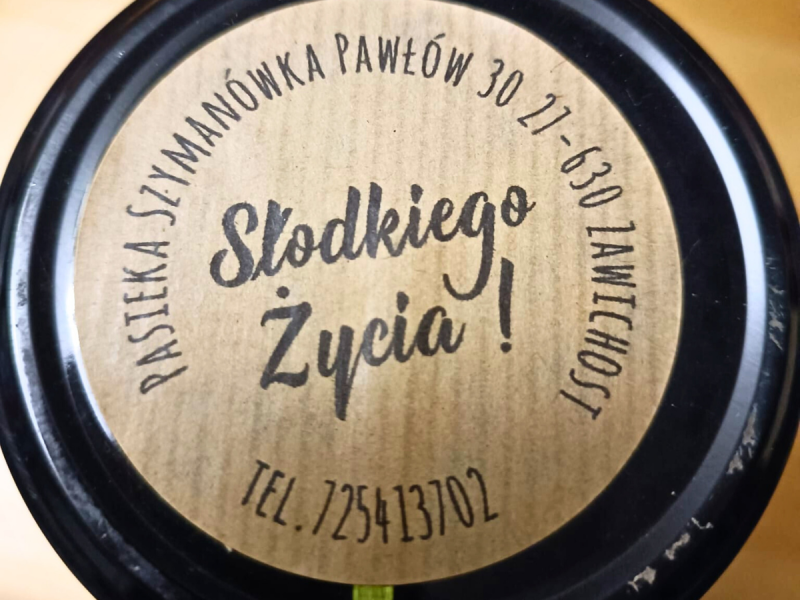 PASIEKA SZYMANÓWKA PAWŁÓW 30 27-630 ZAWICHOST
Słodkiego
Życia !
TEL. 725413702